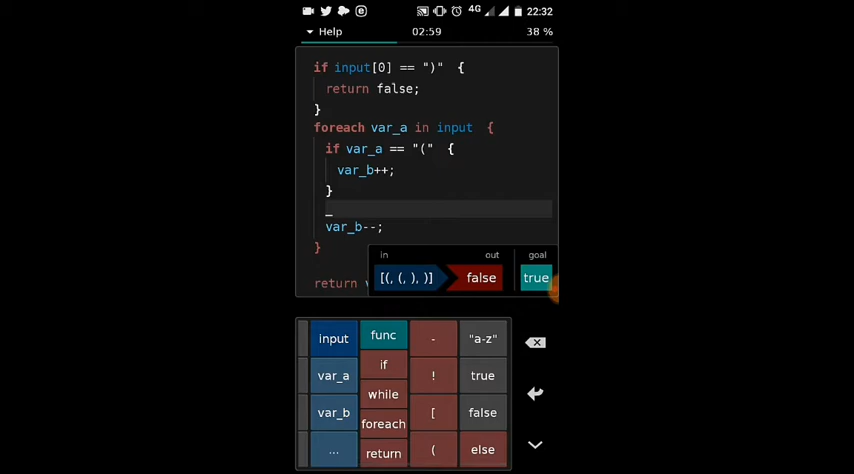 4G 22:32
Help 02:59 38 %
if input[0] == ")" {
return false;
}
foreach var_a in input {
if var_a == "(" {
var_b++;
}
_
var_b--;
}
return
in out goal
[(, (, ), )] false true
input func - "a-z"
if
var_a ! true
while
var_b [ false
foreach
... ( else
return